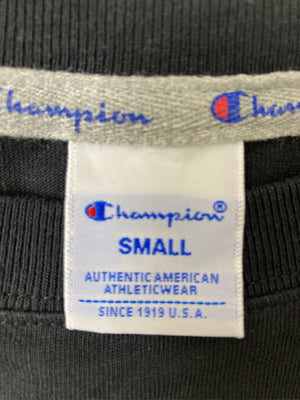 Champion Champion
Champion®
SMALL
AUTHENTIC AMERICAN
ATHLETICWEAR
SINCE 1919 U.S.A.